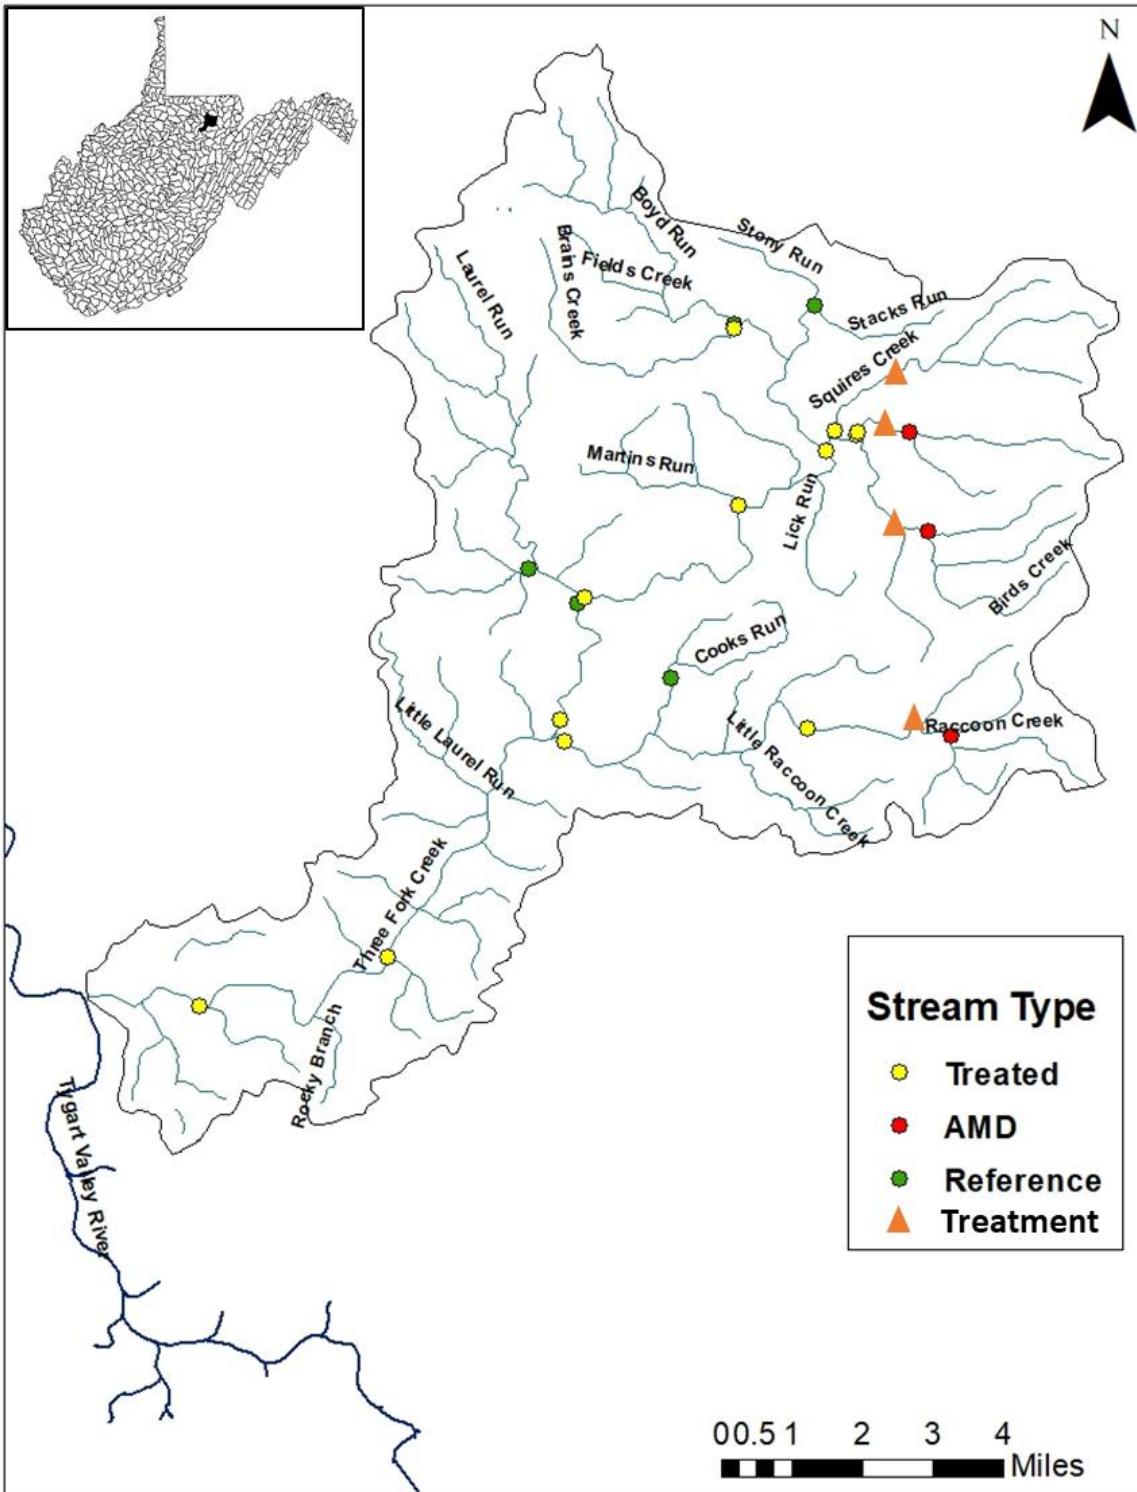 N
Boyd Run
Stony Run
Brains Creek
Fields Creek
Laurel Run
Stacks Run
Squires Creek
Martins Run
Lick Run
Birds Creek
Cooks Run
Little Laurel Run
Little Raccoon Creek
Raccoon Creek
Three Fork Creek
Rocky Branch
Tygart Valley River
Stream Type
Treated
AMD
Reference
Treatment
0 0.5 1 2 3 4
Miles